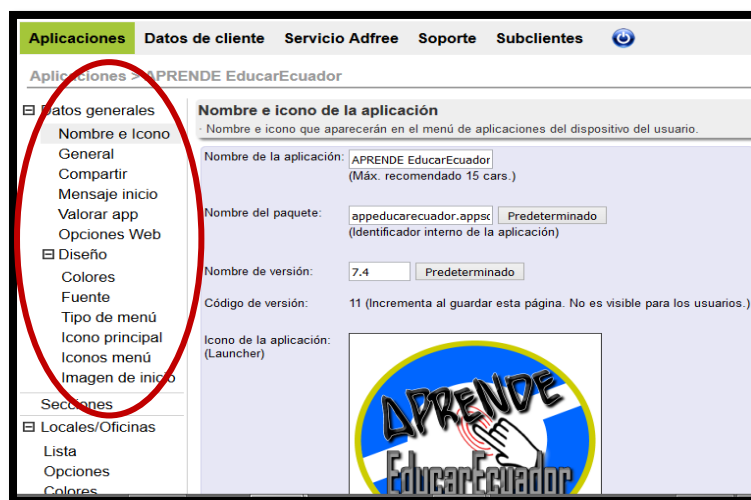 Aplicaciones Datos de cliente Servicio Adfree Soporte Subclientes
Aplicaciones > APRENDE EducarEcuador
Datos generales
Nombre e Icono
General
Compartir
Mensaje inicio
Valorar app
Opciones Web
Diseño
Colores
Fuente
Tipo de menú
Icono principal
Iconos menú
Imagen de inicio
Secciones
Locales/Oficinas
Lista
Opciones
Colores
Nombre e icono de la aplicación
· Nombre e icono que aparecerán en el menú de aplicaciones del dispositivo del usuario.
Nombre de la aplicación: APRENDE EducarEcuador
(Máx. recomendado 15 cars.)
Nombre del paquete: appeducarecuador.appsc Predeterminado
(Identificador interno de la aplicación)
Nombre de versión: 7.4 Predeterminado
Código de versión: 11 (Incrementa al guardar esta página. No es visible para los usuarios.)
Icono de la aplicación:
(Launcher)
APRENDE
EducarEcuador